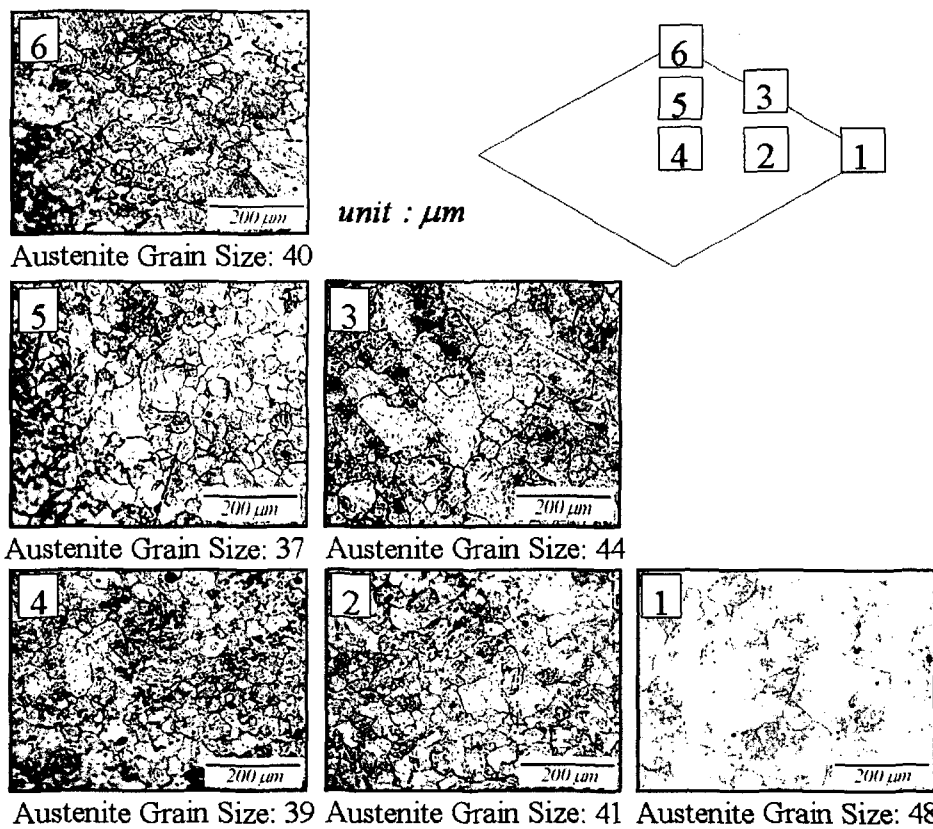 6
200 μm
Austenite Grain Size: 40
unit : μm
6
5
3
4
2
1
5
200 μm
Austenite Grain Size: 37
3
200 μm
Austenite Grain Size: 44
4
200 μm
Austenite Grain Size: 39
2
200 μm
Austenite Grain Size: 41
1
200 μm
Austenite Grain Size: 48